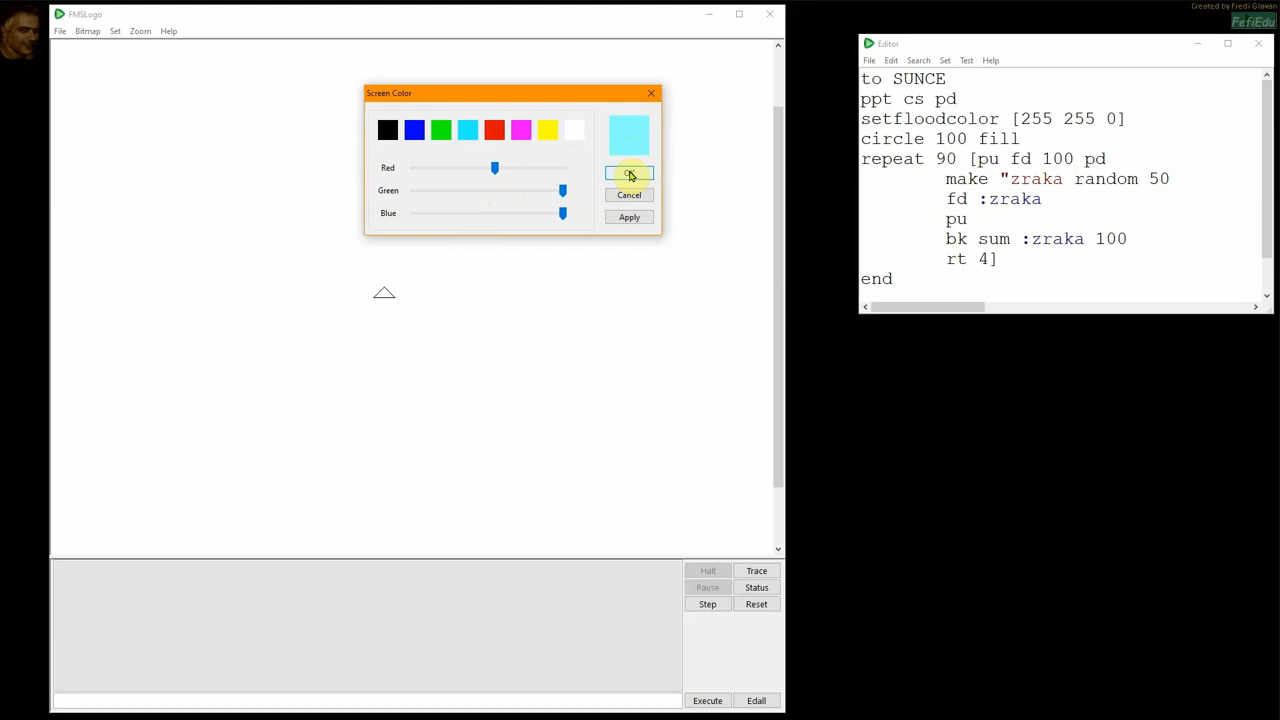 Created by Fredi Glavan
FefiEdu
FMSLogo
File Bitmap Set Zoom Help
Screen Color
Red
Green
Blue
Cancel
Apply
Halt Trace
Pause Status
Step Reset
Execute Edall
Editor
File Edit Search Set Test Help
to SUNCE
ppt cs pd
setfloodcolor [255 255 0]
circle 100 fill
repeat 90 [pu fd 100 pd
make "zraka random 50
fd :zraka
pu
bk sum :zraka 100
rt 4]
end